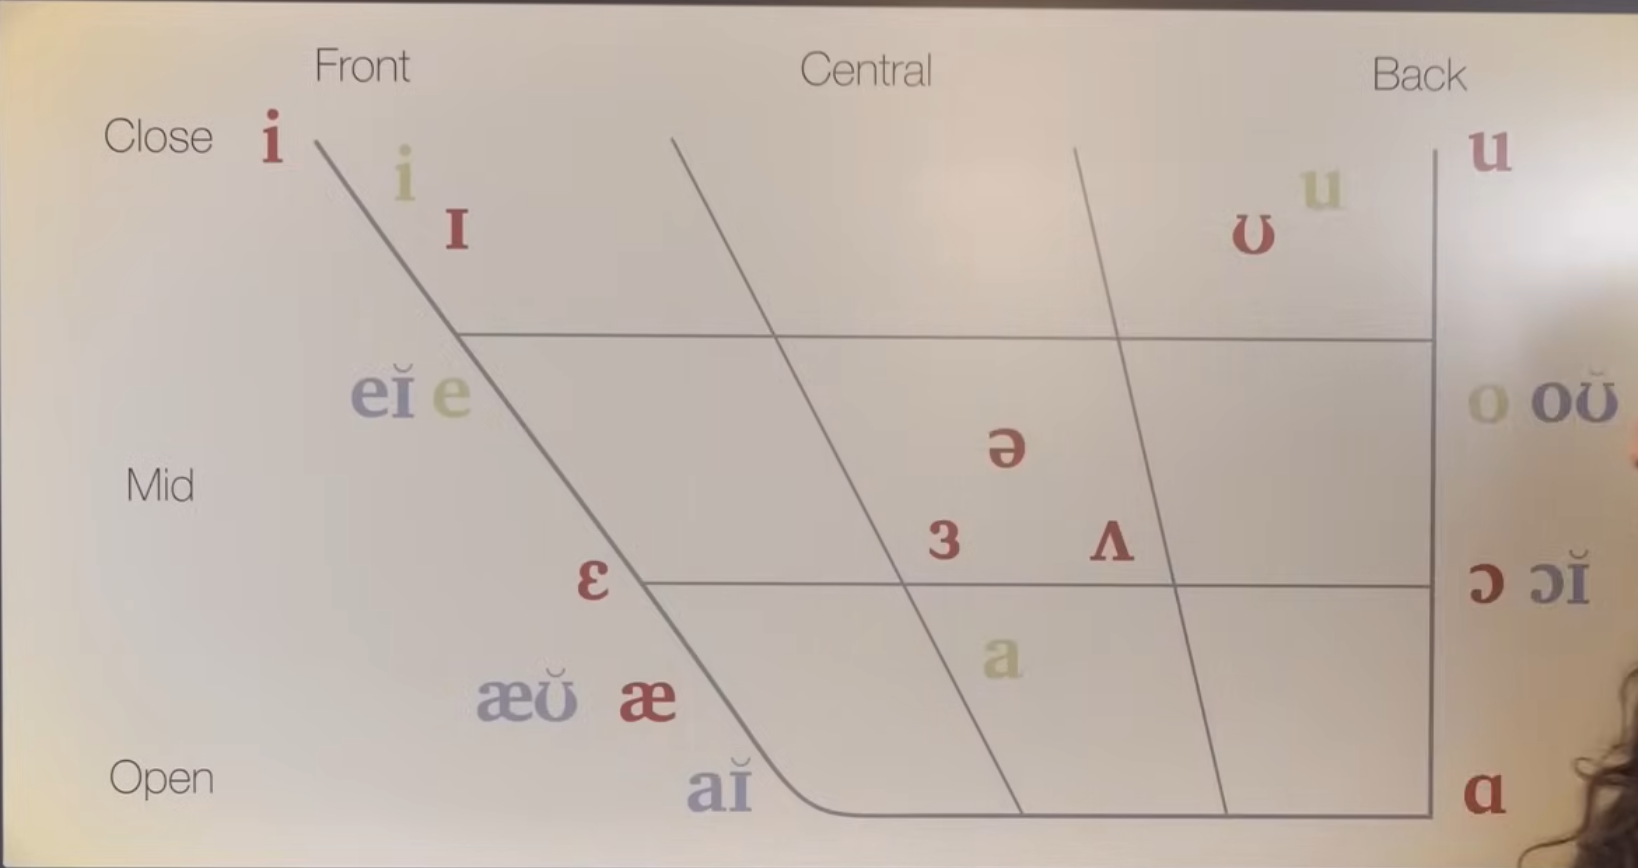 Front Central Back
Close i i u u
ɪ ʊ
eɪ̆ e o oʊ̆
ə
Mid
ɜ ʌ
ɛ ɔ ɔɪ̆
a
æʊ̆ æ
Open aɪ̆ ɑ